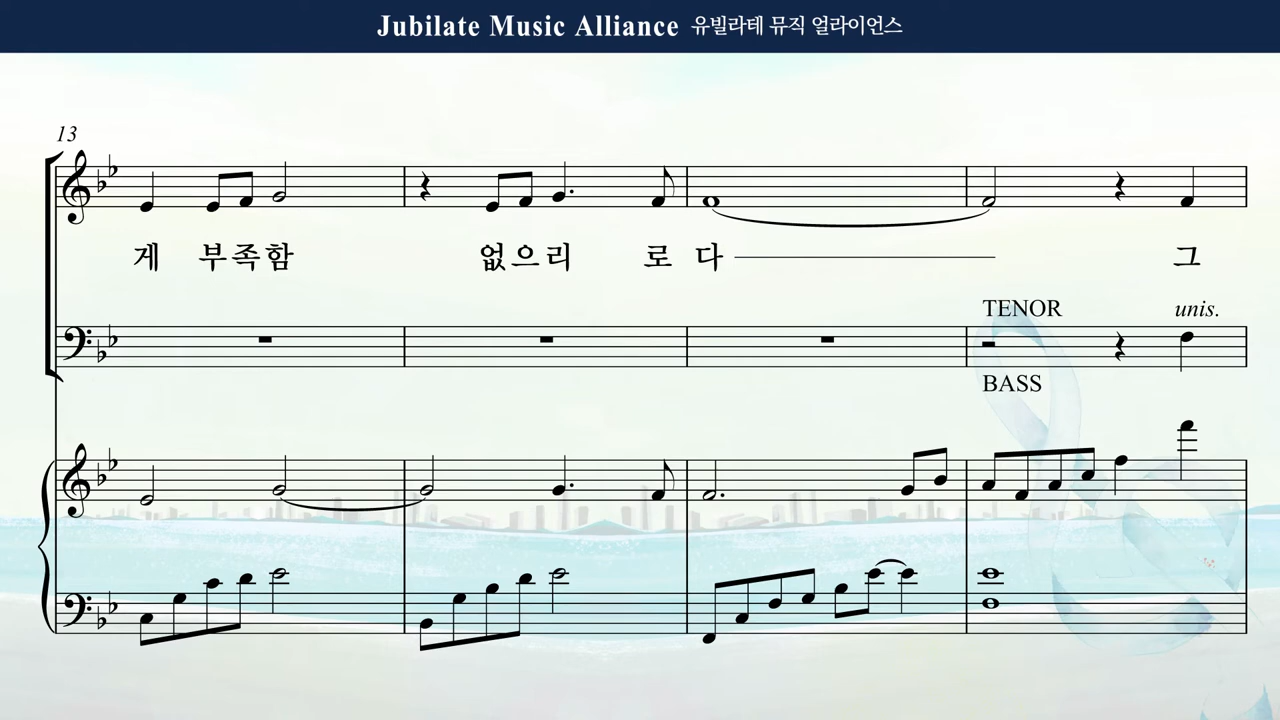 Jubilate Music Alliance 유빌라테 뮤직 얼라이언스
13
게 부족함 없으리 로 다 그
TENOR unis.
BASS